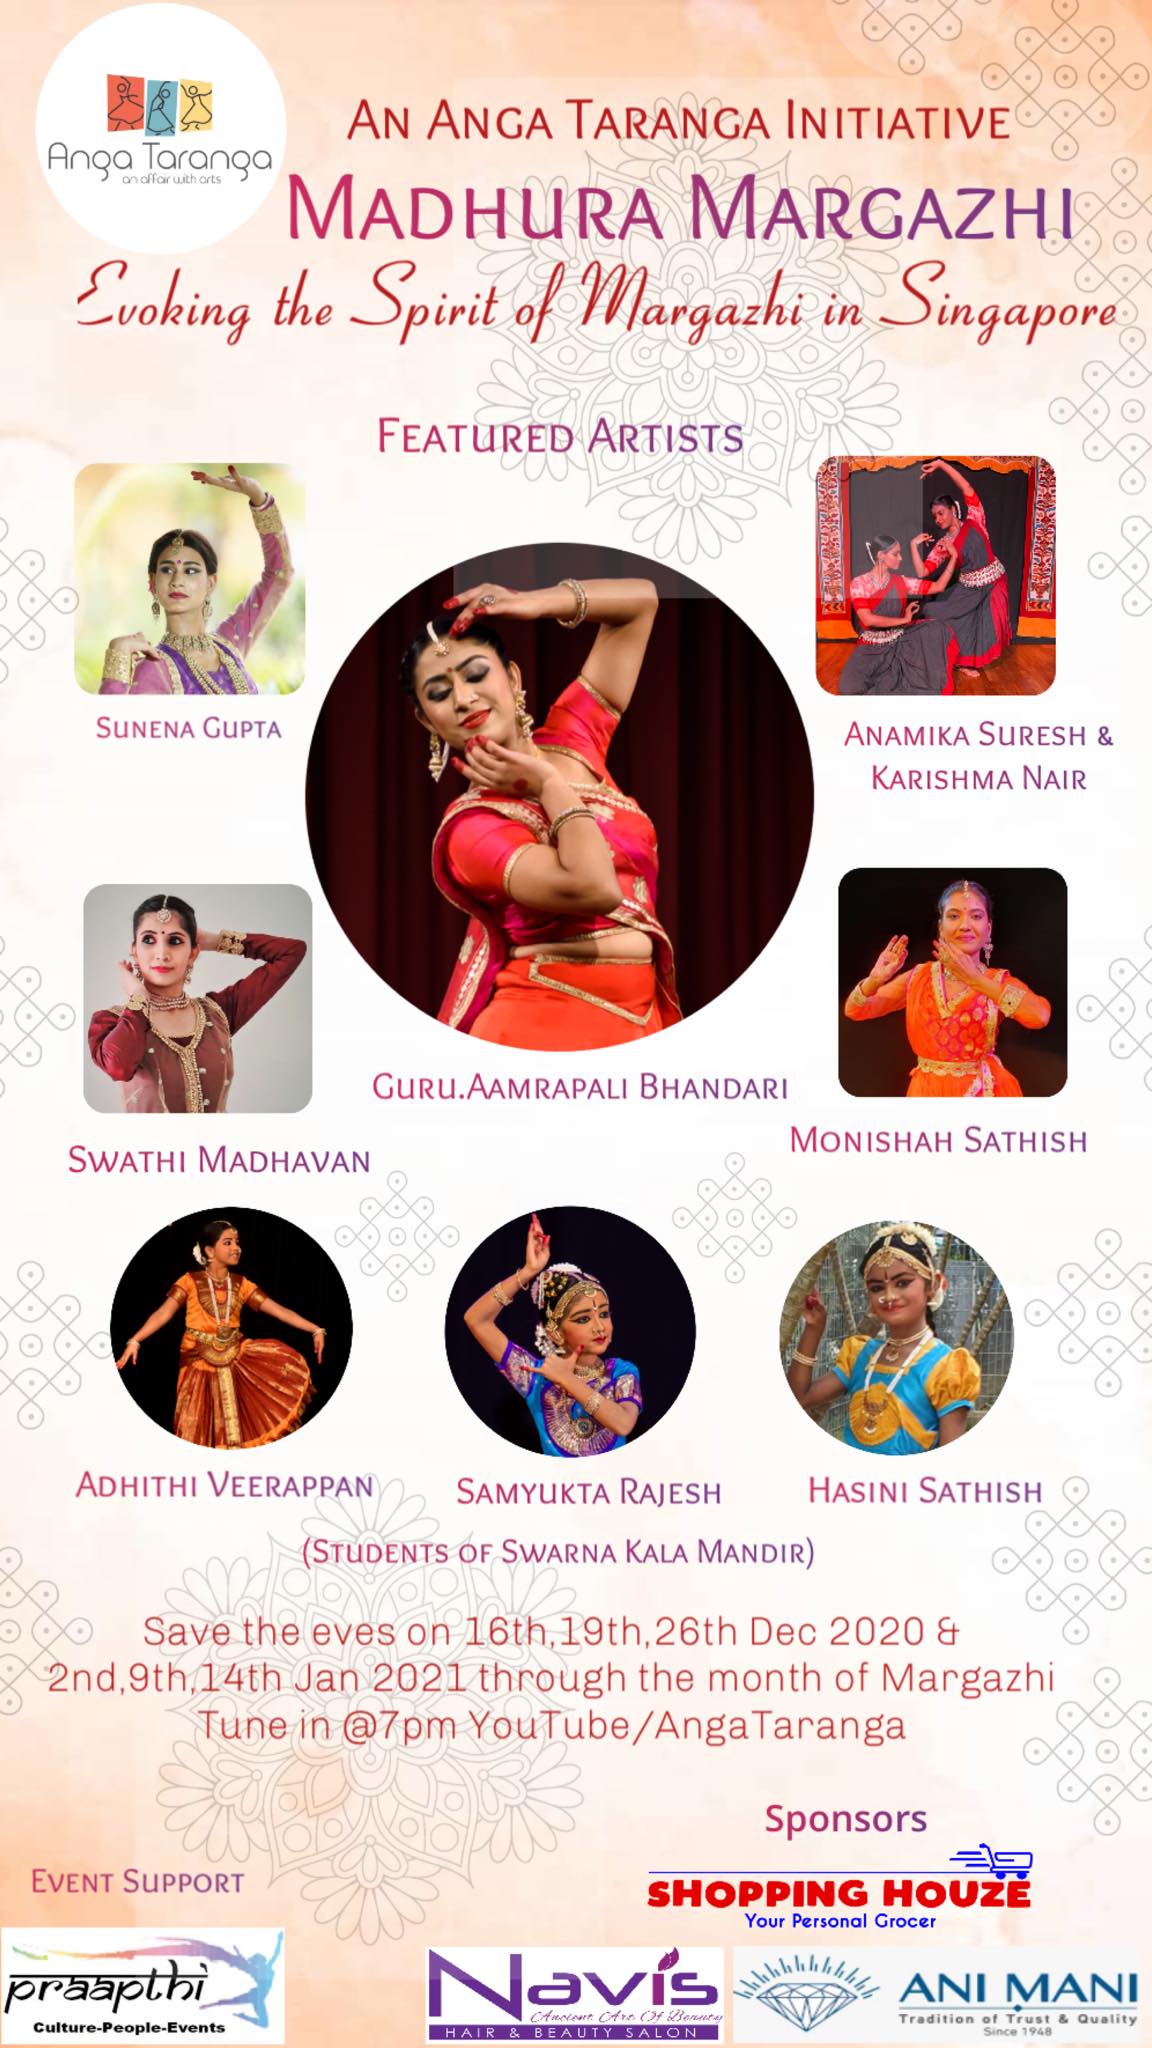 Anga Taranga
an affair with arts
An Anga Taranga Initiative
Madhura Margazhi
Evoking the Spirit of Margazhi in Singapore
Featured Artists
Sunena Gupta
Anamika Suresh &
Karishma Nair
Guru.Aamrapali Bhandari
Swathi Madhavan
Monishah Sathish
Adhithi Veerappan
Samyukta Rajesh
Hasini Sathish
(Students of Swarna Kala Mandir)
Save the eves on 16th,19th,26th Dec 2020 &
2nd,9th,14th Jan 2021 through the month of Margazhi
Tune in @7pm YouTube/AngaTaranga
Sponsors
SHOPPING HOUZE
Your Personal Grocer
Event Support
praapthi
Culture-People-Events
Navis
Ancient Art Of Beauty
HAIR & BEAUTY SALON
ANI MANI
Tradition of Trust & Quality
Since 1948